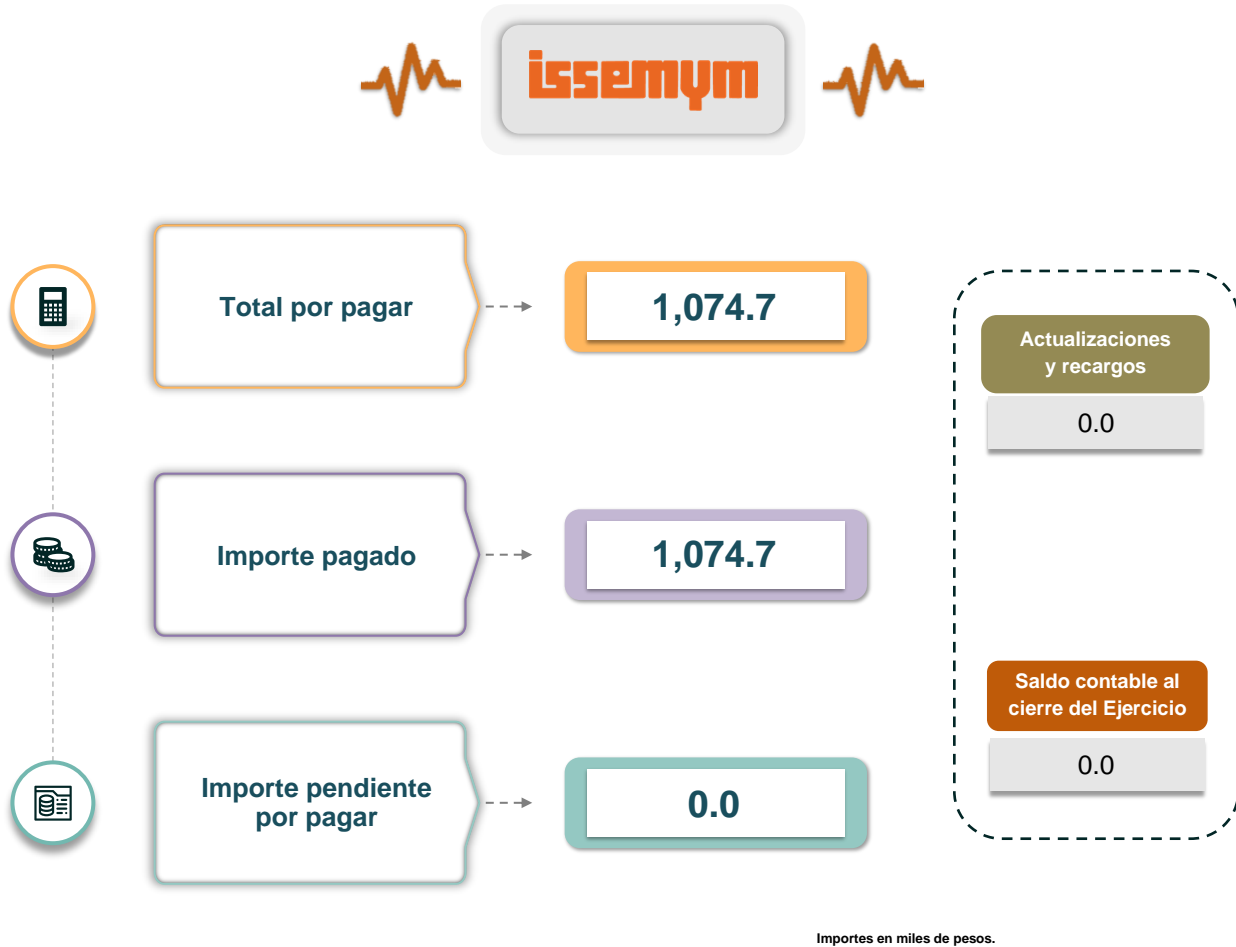 issemym
Total por pagar
1,074.7
Importe pagado
1,074.7
Importe pendiente
por pagar
0.0
Actualizaciones
y recargos
0.0
Saldo contable al
cierre del Ejercicio
0.0
Importes en miles de pesos.